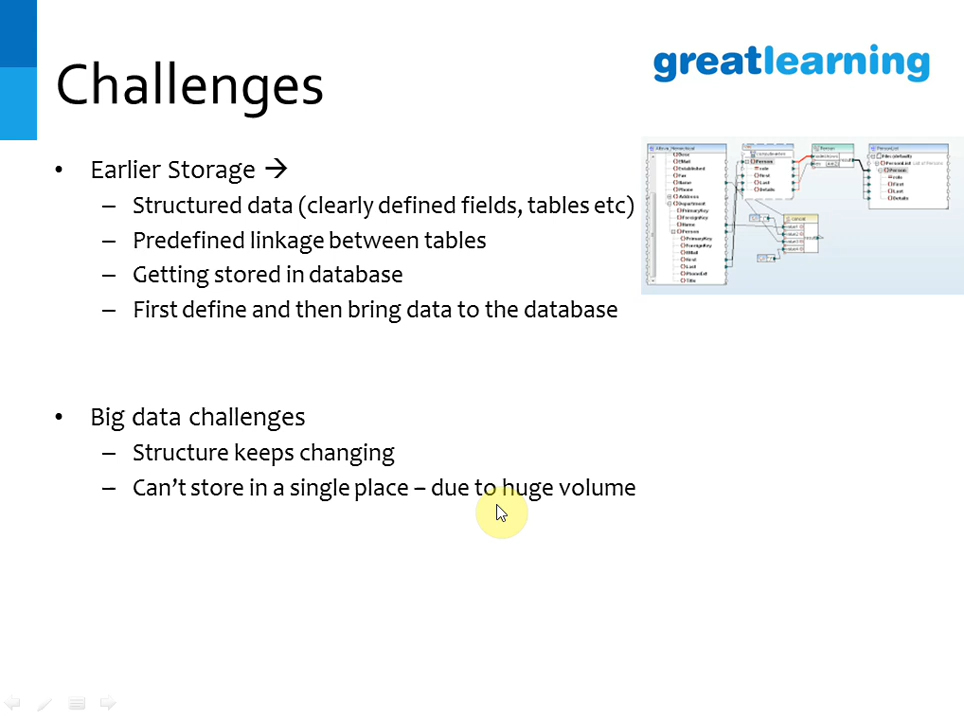 Challenges
greatlearning
• Earlier Storage →
– Structured data (clearly defined fields, tables etc)
– Predefined linkage between tables
– Getting stored in database
– First define and then bring data to the database
• Big data challenges
– Structure keeps changing
– Can't store in a single place – due to huge volume